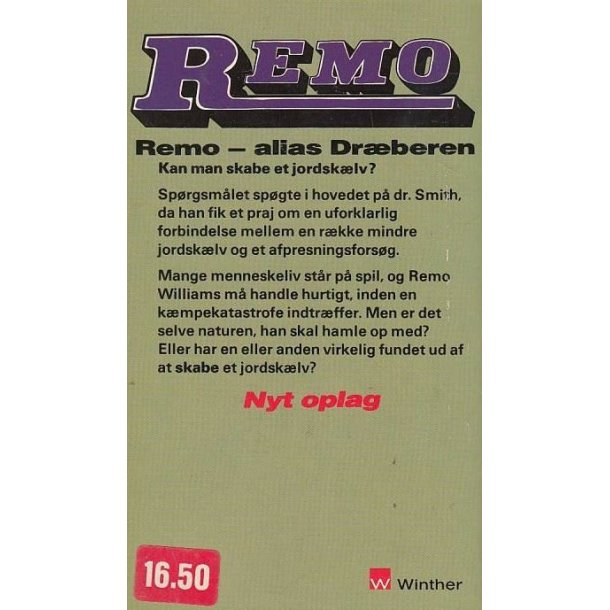 REMO
Remo – alias Dræberen
Kan man skabe et jordskælv?
Spørgsmålet spøgte i hovedet på dr. Smith,
da han fik et praj om en uforklarlig
forbindelse mellem en række mindre
jordskælv og et afpresningsforsøg.
Mange menneskeliv står på spil, og Remo
Williams må handle hurtigt, inden en
kæmpekatastrofe indtræffer. Men er det
selve naturen, han skal hamle op med?
Eller har en eller anden virkelig fundet ud af
at skabe et jordskælv?
Nyt oplag
16.50
W Winther